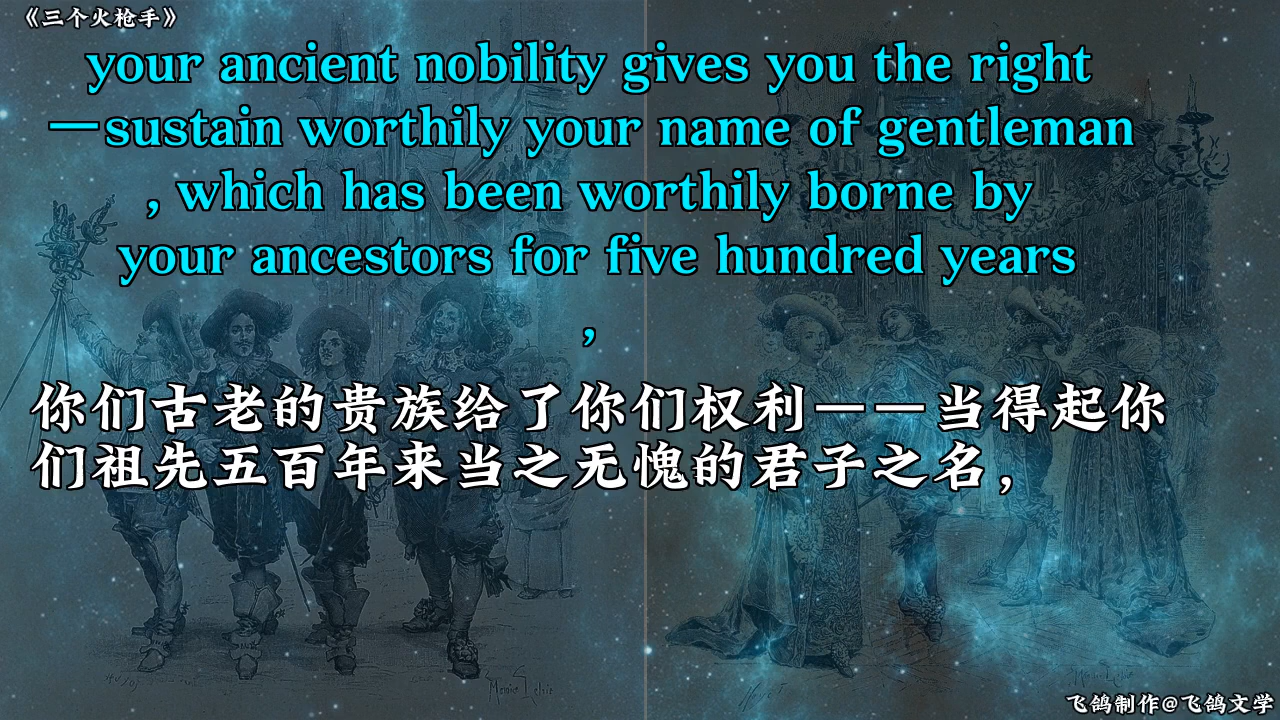 《三个火枪手》
your ancient nobility gives you the right
—sustain worthily your name of gentleman
, which has been worthily borne by
your ancestors for five hundred years
,
你们古老的贵族给了你们权利——当得起你
们祖先五百年来当之无愧的君子之名，
飞鸽制作@飞鸽文学